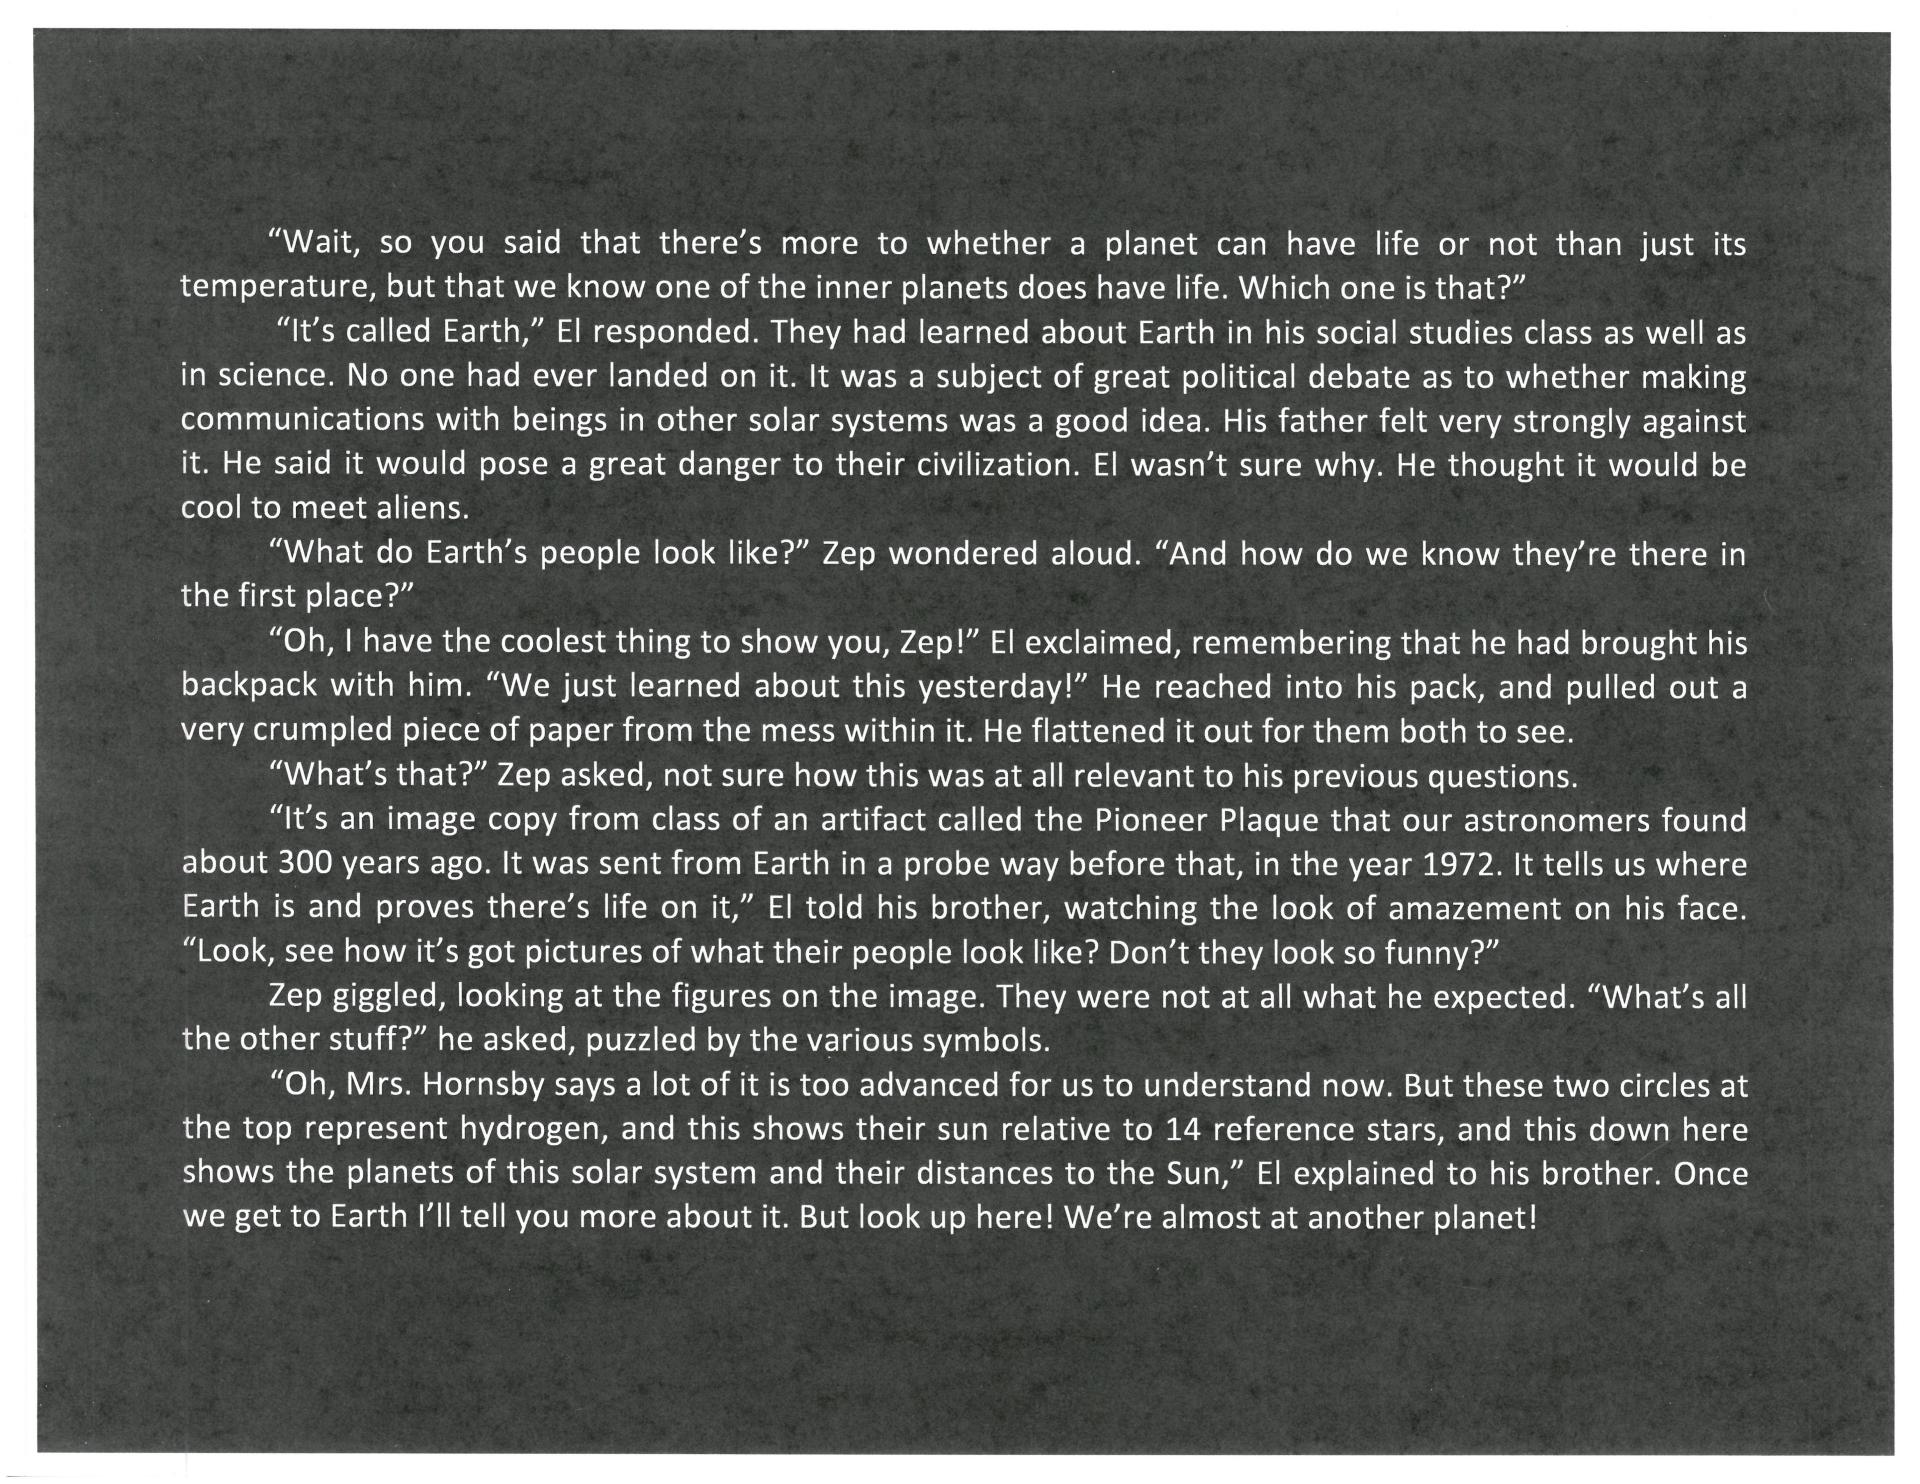 “Wait, so you said that there’s more to whether a planet can have life or not than just its
temperature, but that we know one of the inner planets does have life. Which one is that?”
“It’s called Earth,” El responded. They had learned about Earth in his social studies class as well as
in science. No one had ever landed on it. It was a subject of great political debate as to whether making
communications with beings in other solar systems was a good idea. His father felt very strongly against
it. He said it would pose a great danger to their civilization. El wasn’t sure why. He thought it would be
cool to meet aliens.
“What do Earth’s people look like?” Zep wondered aloud. “And how do we know they’re there in
the first place?”
“Oh, I have the coolest thing to show you, Zep!” El exclaimed, remembering that he had brought his
backpack with him. “We just learned about this yesterday!” He reached into his pack, and pulled out a
very crumpled piece of paper from the mess within it. He flattened it out for them both to see.
“What’s that?” Zep asked, not sure how this was at all relevant to his previous questions.
“It’s an image copy from class of an artifact called the Pioneer Plaque that our astronomers found
about 300 years ago. It was sent from Earth in a probe way before that, in the year 1972. It tells us where
Earth is and proves there’s life on it,” El told his brother, watching the look of amazement on his face.
“Look, see how it’s got pictures of what their people look like? Don’t they look so funny?”
Zep giggled, looking at the figures on the image. They were not at all what he expected. “What’s all
the other stuff?” he asked, puzzled by the various symbols.
“Oh, Mrs. Hornsby says a lot of it is too advanced for us to understand now. But these two circles at
the top represent hydrogen, and this shows their sun relative to 14 reference stars, and this down here
shows the planets of this solar system and their distances to the Sun,” El explained to his brother. Once
we get to Earth I’ll tell you more about it. But look up here! We’re almost at another planet!